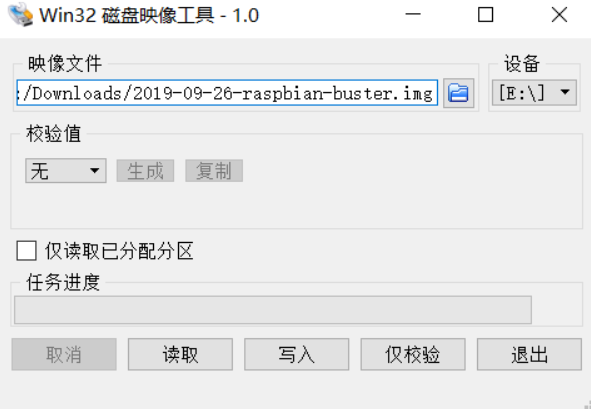 Win32 磁盘映像工具 - 1.0
映像文件
设备
:/Downloads/2019-09-26-raspbian-buster.img
[E:\]
校验值
无
生成
复制
仅读取已分配分区
任务进度
取消
读取
写入
仅校验
退出